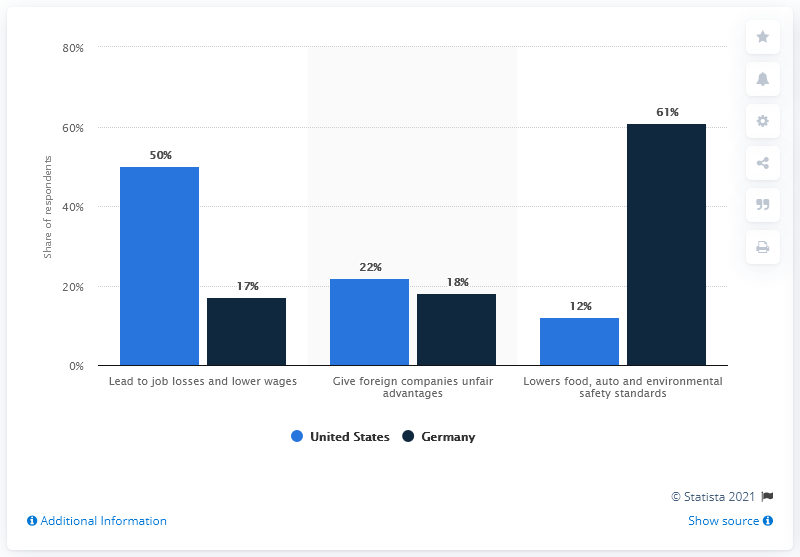 80%
60%
40%
20%
0%
Share of respondents
50%
17%
22%
18%
12%
61%
Lead to job losses and lower wages
Give foreign companies unfair
advantages
Lowers food, auto and environmental
safety standards
United States
Germany
© Statista 2021
Additional Information
Show source